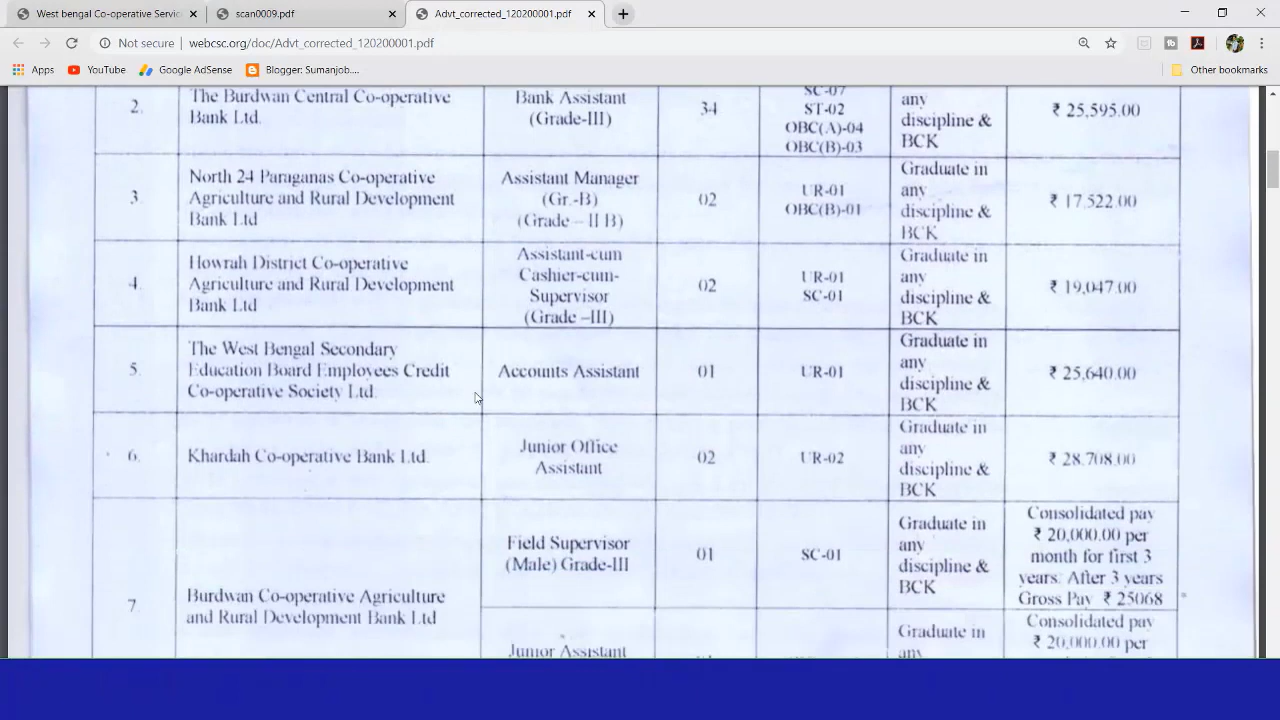 West bengal Co-operative Servic
scan0009.pdf
Advt_corrected_120200001.pdf
Not secure
webcsc.org/doc/Advt_corrected_120200001.pdf
Apps
YouTube
Google AdSense
Blogger: Sumanjob....
Other bookmarks
2.
The Burdwan Central Co-operative
Bank Ltd.
Bank Assistant
(Grade-III)
34
SC-07
ST-02
OBC(A)-04
OBC(B)-03
any
discipline &
BCK
₹ 25,595.00
3.
North 24 Paraganas Co-operative
Agriculture and Rural Development
Bank Ltd
Assistant Manager
(Gr.-B)
(Grade – II B)
02
UR-01
OBC(B)-01
Graduate in
any
discipline &
BCK
₹ 17,522.00
4.
Howrah District Co-operative
Agriculture and Rural Development
Bank Ltd
Assistant-cum
Cashier-cum-
Supervisor
(Grade –III)
02
UR-01
SC-01
Graduate in
any
discipline &
BCK
₹ 19,047.00
5.
The West Bengal Secondary
Education Board Employees Credit
Co-operative Society Ltd.
Accounts Assistant
01
UR-01
Graduate in
any
discipline &
BCK
₹ 25,640.00
6.
Khardah Co-operative Bank Ltd.
Junior Office
Assistant
02
UR-02
Graduate in
any
discipline &
BCK
₹ 28,708.00
7.
Burdwan Co-operative Agriculture
and Rural Development Bank Ltd
Field Supervisor
(Male) Grade-III
01
SC-01
Graduate in
any
discipline &
BCK
Consolidated pay
₹ 20,000.00 per
month for first 3
years. After 3 years
Gross Pay ₹ 25068
Junior Assistant
Graduate in
any
Consolidated pay
₹ 20,000.00 per